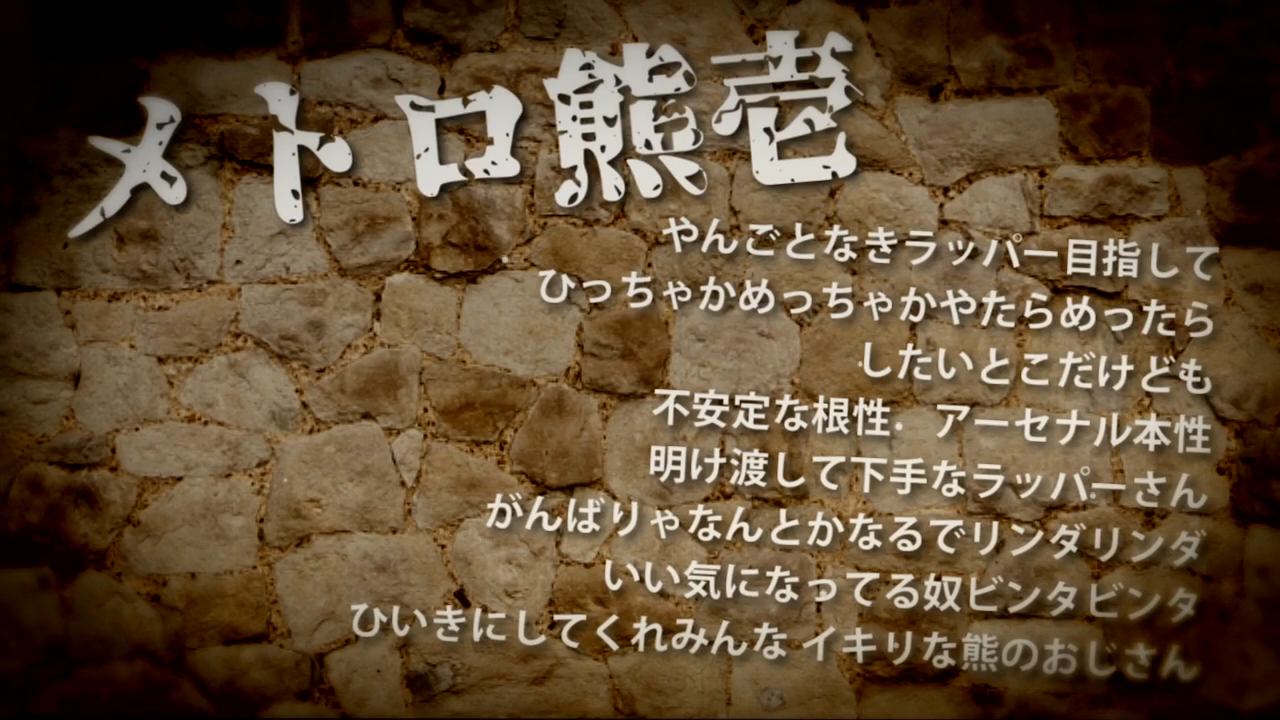 メトロ熊壱
やんごとなきラッパー目指して
ひっちゃかめっちゃかやたらめったら
したいとこだけども
不安定な根性．アーセナル本性
明け渡して下手なラッパーさん
がんばりゃなんとかなるでリンダリンダ
いい気になってる奴ビンタビンタ
ひいきにしてくれみんな イキリな熊のおじさん